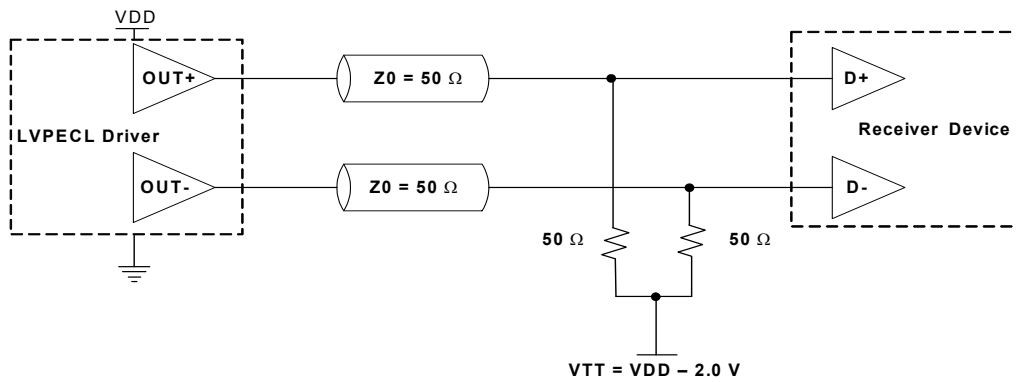 VDD
OUT+
Z0 = 50 Ω
D+
LVPECL Driver
Receiver Device
OUT-
Z0 = 50 Ω
D-
50 Ω
50 Ω
VTT = VDD – 2.0 V